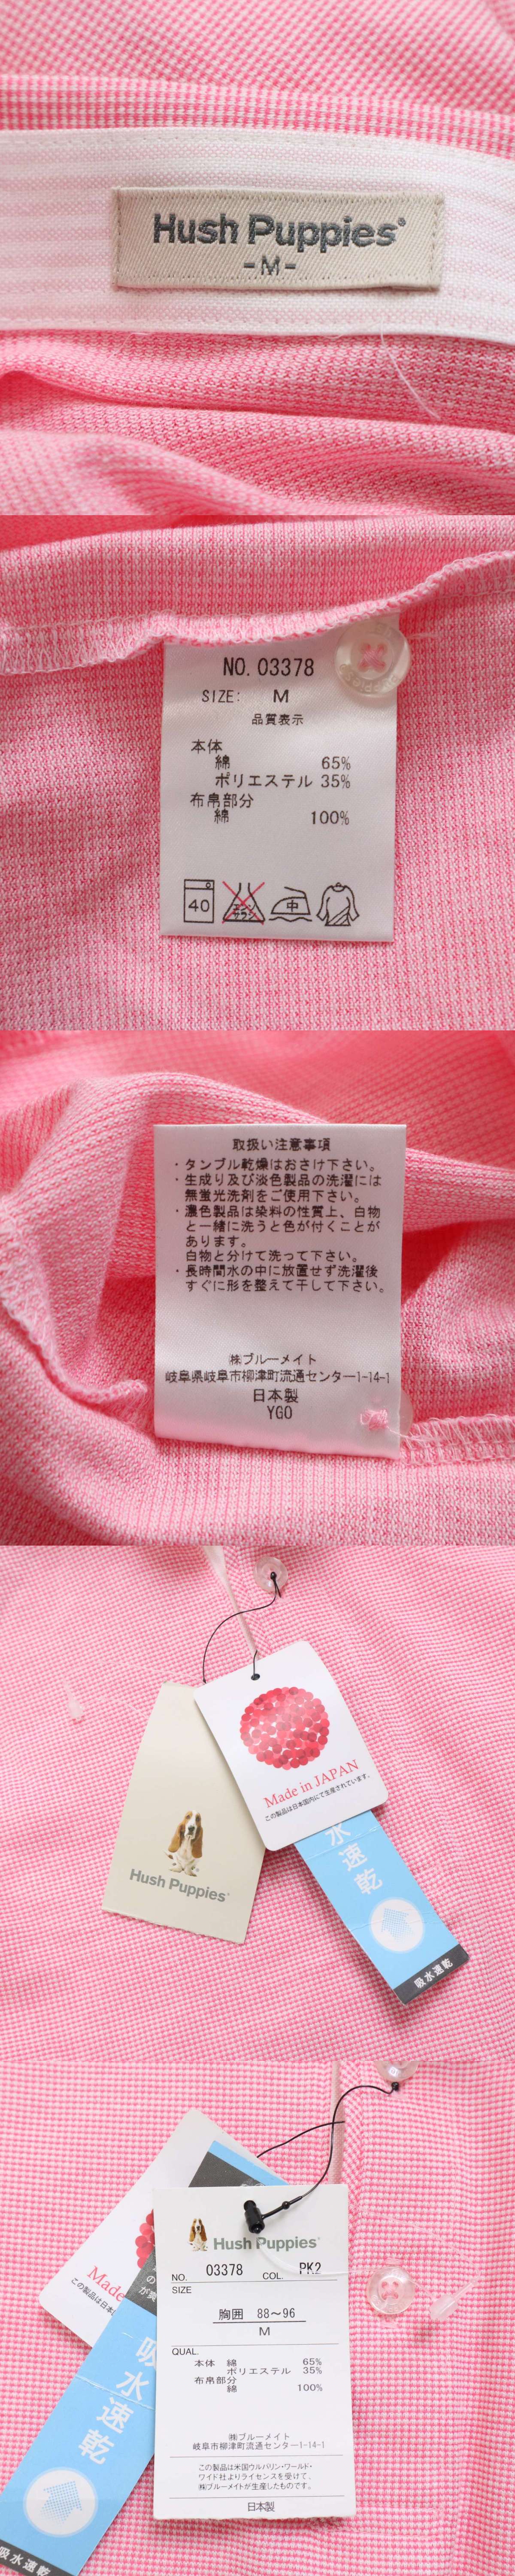 Hush Puppies®
-M-
NO. 03378
SIZE: M
品質表示
本体
綿 65%
ポリエステル 35%
布帛部分
綿 100%
40
エンソサラシ
中
取扱い注意事項
・タンブル乾燥はおさけ下さい。
・生成り及び淡色製品の洗濯には
無蛍光洗剤をご使用下さい。
・濃色製品は染料の性質上、白物
と一緒に洗うと色が付くことが
あります。
白物と分けて洗って下さい。
・長時間水の中に放置せず洗濯後
すぐに形を整えて干して下さい。
㈱ブルーメイト
岐阜県岐阜市柳津町流通センター1-14-1
日本製
YGO
Made in JAPAN
この製品は日本国内にて生産されています。
Hush Puppies®
水速乾
吸水速乾
Hush Puppies®
NO. 03378 COL. PK2
SIZE
胸囲 88～96
M
QUAL.
本体 綿 65%
ポリエステル 35%
布帛部分
綿 100%
㈱ブルーメイト
岐阜市柳津町流通センター1-14-1
この製品は米国ウルバリン・ワールド・
ワイド社よりライセンスを受けて、
㈱ブルーメイトが生産したものです。
日本製
Made
この製品は日本
吸水速乾
吸水速乾